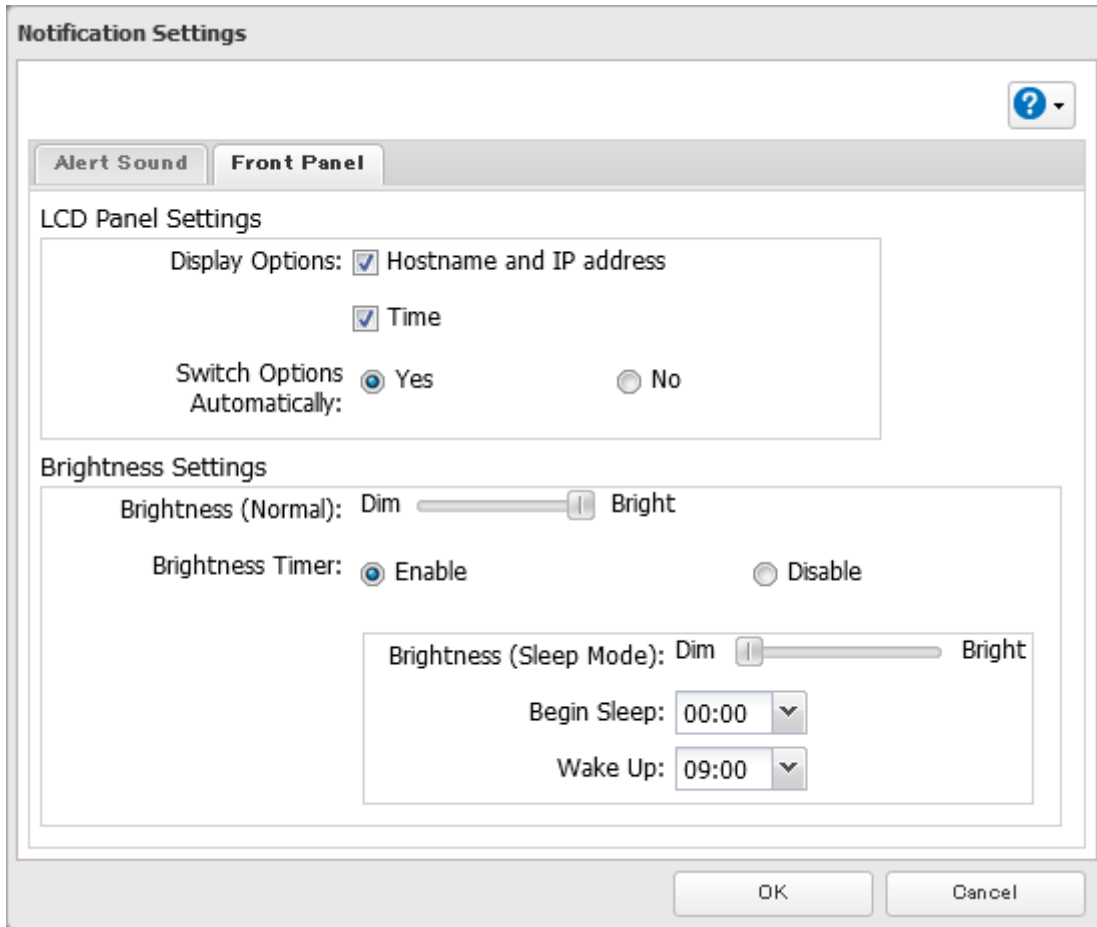 Notification Settings
Alert Sound Front Panel
LCD Panel Settings
Display Options: Hostname and IP address
Time
Switch Options
Automatically: Yes No
Brightness Settings
Brightness (Normal): Dim Bright
Brightness Timer: Enable Disable
Brightness (Sleep Mode): Dim Bright
Begin Sleep: 00:00
Wake Up: 09:00
OK Cancel